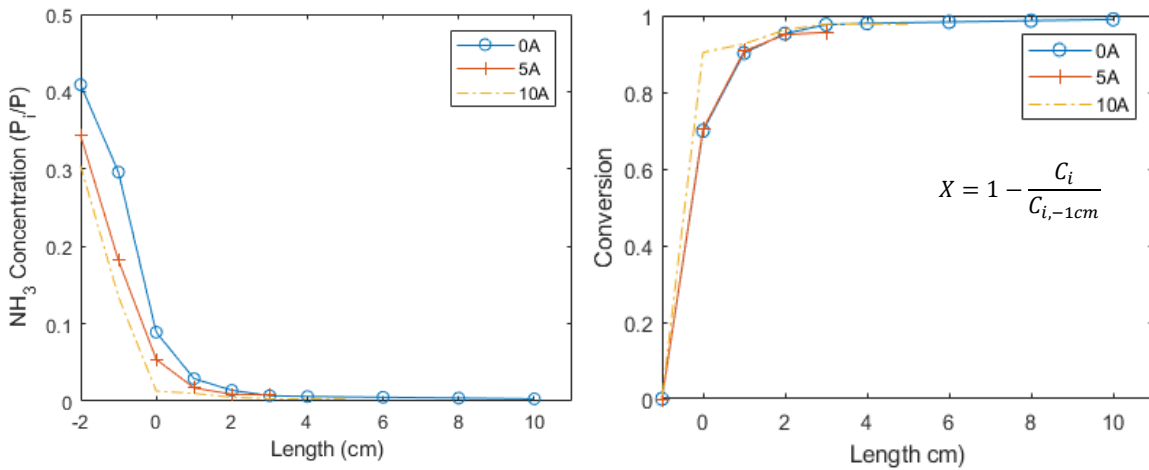 0.5
0.4
0.3
0.2
0.1
0
-2
0
2
4
6
8
10
NH3 Concentration (Pi/P)
Length (cm)
0A
5A
10A
1
0.8
0.6
0.4
0.2
0
0
2
4
6
8
10
Conversion
Length cm)
0A
5A
10A
X = 1 − Ci / Ci,−1cm